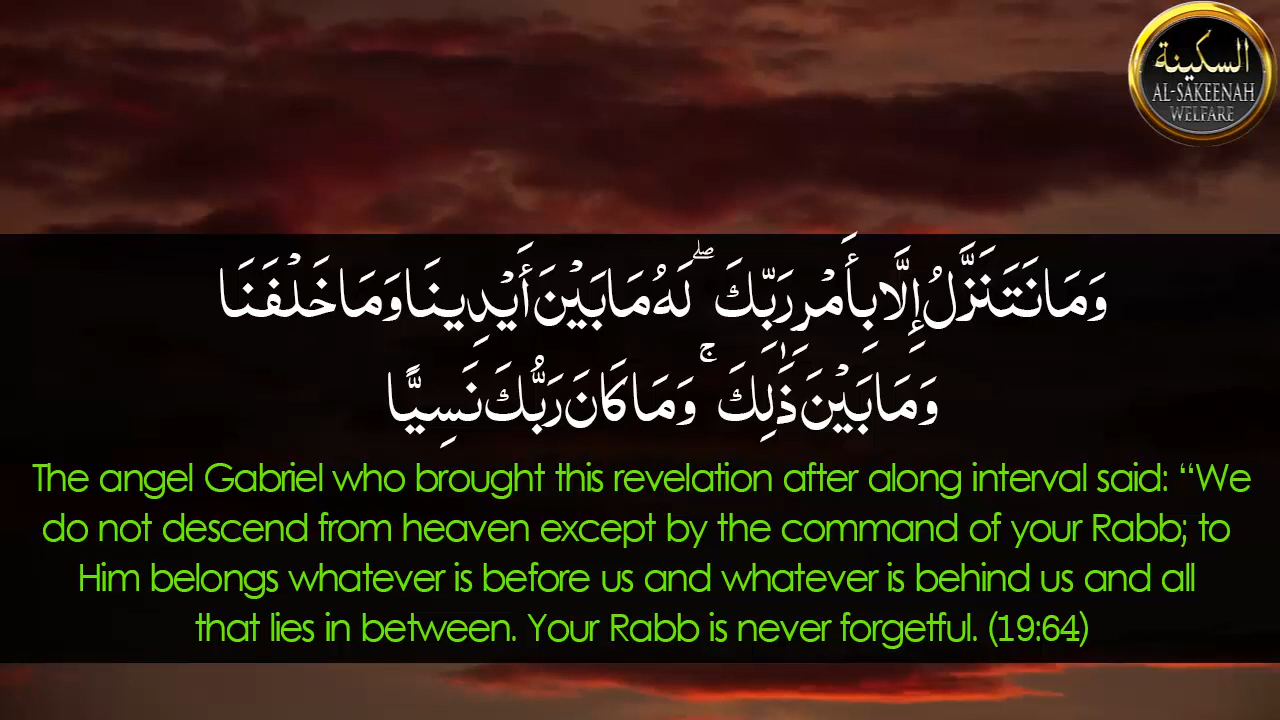 السكينة
AL-SAKEENAH
WELFARE
وَمَا نَتَنَزَّلُ إِلَّا بِأَمْرِ رَبِّكَ ۖ لَهُ مَا بَيْنَ أَيْدِينَا وَمَا خَلْفَنَا
وَمَا بَيْنَ ذَٰلِكَ ۚ وَمَا كَانَ رَبُّكَ نَسِيًّا
The angel Gabriel who brought this revelation after along interval said: “We
do not descend from heaven except by the command of your Rabb; to
Him belongs whatever is before us and whatever is behind us and all
that lies in between. Your Rabb is never forgetful. (19:64)